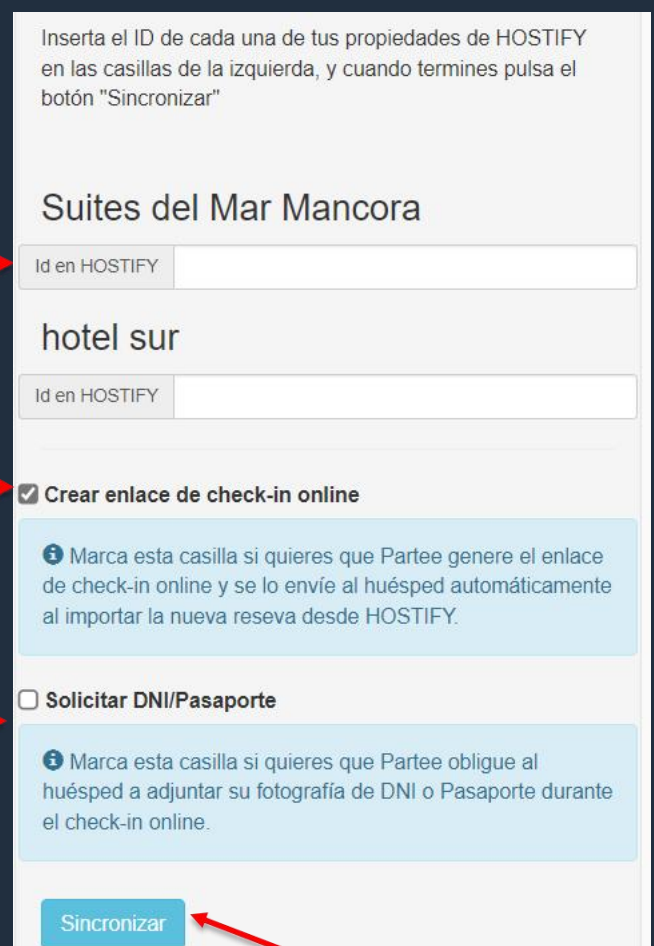 Inserta el ID de cada una de tus propiedades de HOSTIFY
en las casillas de la izquierda, y cuando termines pulsa el
botón "Sincronizar"
Suites del Mar Mancora
Id en HOSTIFY
hotel sur
Id en HOSTIFY
Crear enlace de check-in online
Marca esta casilla si quieres que Partee genere el enlace
de check-in online y se lo envíe al huésped automáticamente
al importar la nueva reseva desde HOSTIFY.
Solicitar DNI/Pasaporte
Marca esta casilla si quieres que Partee obligue al
huésped a adjuntar su fotografía de DNI o Pasaporte durante
el check-in online.
Sincronizar